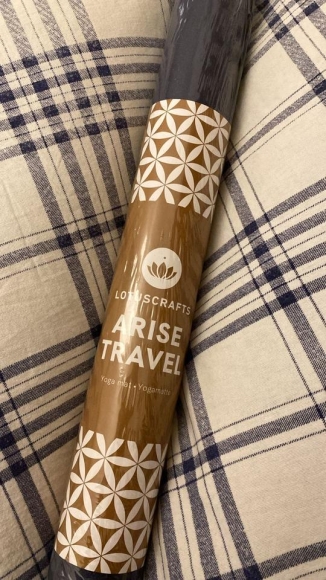 LOTUSCRAFTS
ARISE
TRAVEL
Yoga mat • Yogamatte